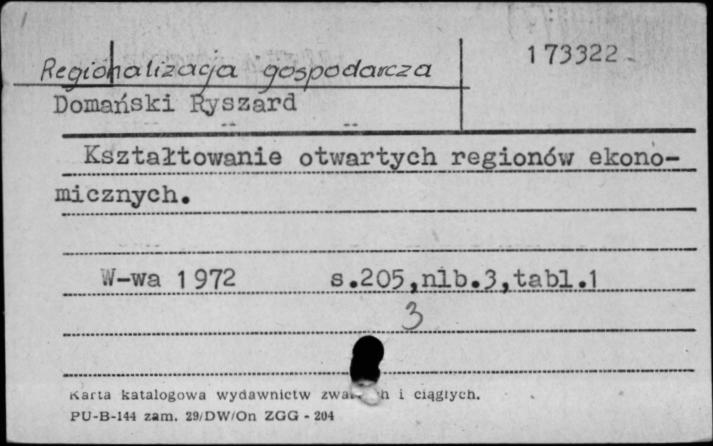 173322
Regionalizacja gospodarcza
Domański Ryszard
Kształtowanie otwartych regionów ekono-
micznych.
W-wa 1972 s.205,nlb.3,tabl.1
3
Karta katalogowa wydawnictw i ciągłych.
PU-B-144 zam. 29/DW/On ZGG - 204